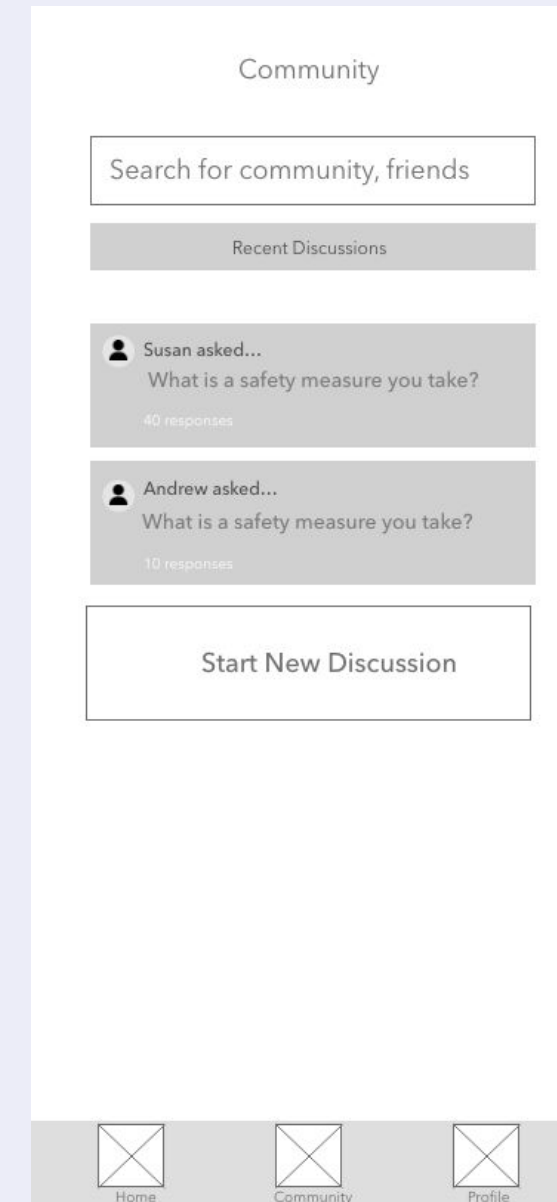 Community
Search for community, friends
Recent Discussions
Susan asked...
What is a safety measure you take?
40 responses
Andrew asked...
What is a safety measure you take?
10 responses
Start New Discussion
Home
Community
Profile